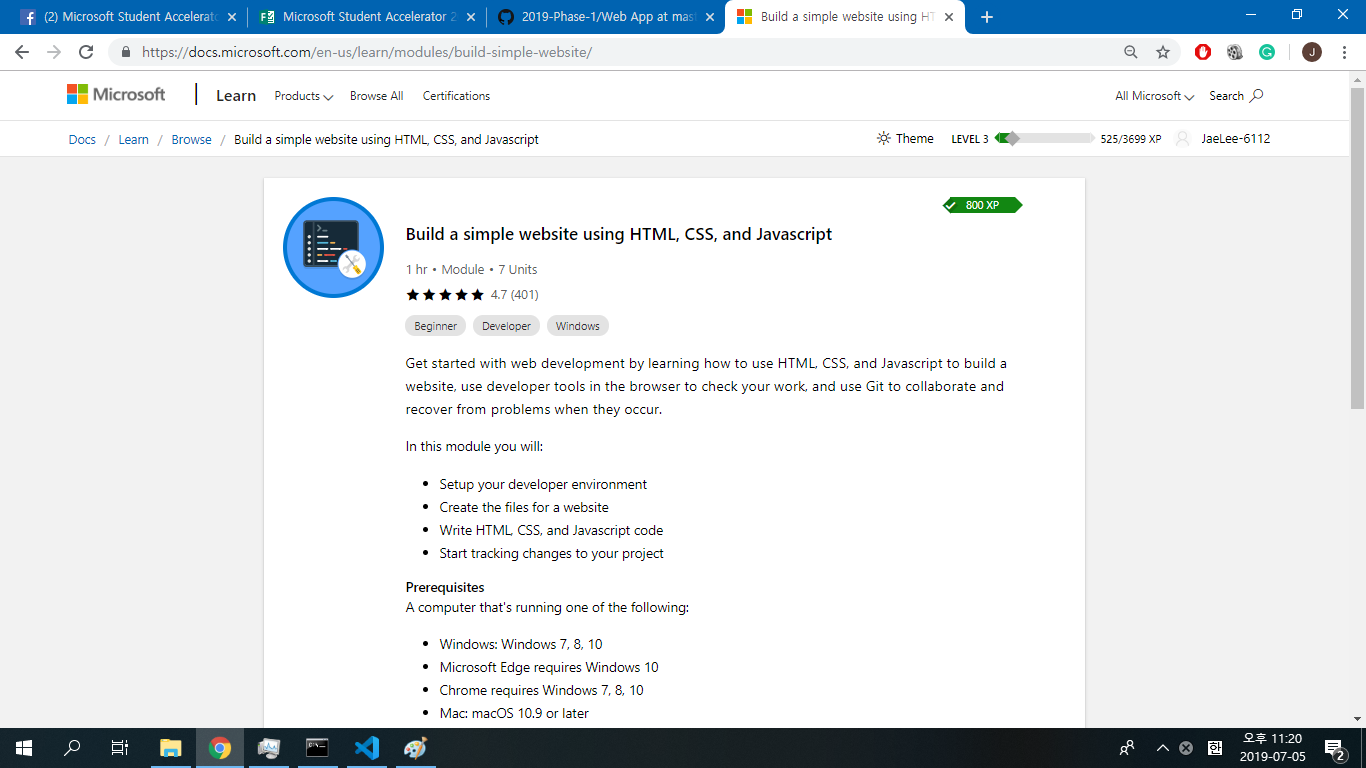 (2) Microsoft Student Accelerato
Microsoft Student Accelerator 2
2019-Phase-1/Web App at mas
Build a simple website using HT
https://docs.microsoft.com/en-us/learn/modules/build-simple-website/
J
Microsoft
Learn
Products
Browse All
Certifications
All Microsoft
Search
Docs / Learn / Browse / Build a simple website using HTML, CSS, and Javascript
Theme
LEVEL 3
525/3699 XP
JaeLee-6112
800 XP
Build a simple website using HTML, CSS, and Javascript
1 hr • Module • 7 Units
4.7 (401)
Beginner
Developer
Windows
Get started with web development by learning how to use HTML, CSS, and Javascript to build a
website, use developer tools in the browser to check your work, and use Git to collaborate and
recover from problems when they occur.
In this module you will:
• Setup your developer environment
• Create the files for a website
• Write HTML, CSS, and Javascript code
• Start tracking changes to your project
Prerequisites
A computer that's running one of the following:
• Windows: Windows 7, 8, 10
• Microsoft Edge requires Windows 10
• Chrome requires Windows 7, 8, 10
• Mac: macOS 10.9 or later
한
오후 11:20
2019-07-05
2